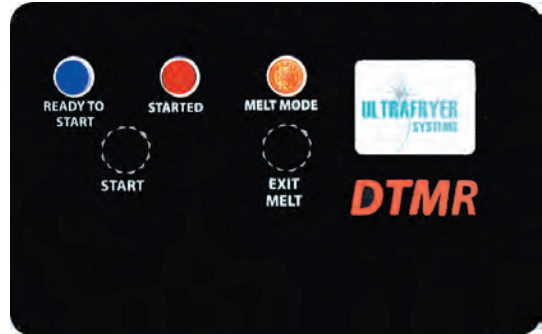 READY TO
START
STARTED
MELT MODE
START
EXIT
MELT
ULTRAFRYER
SYSTEMS
DTMR